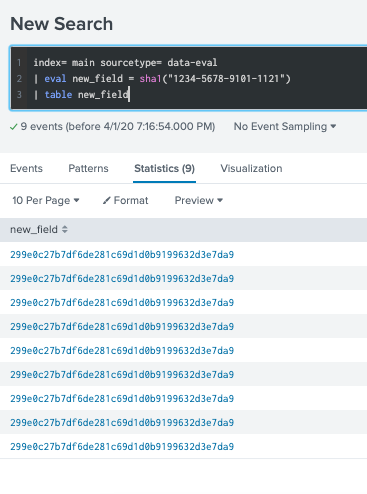 New Search
1 index= main sourcetype= data-eval
2 | eval new_field = sha1("1234-5678-9101-1121")
3 | table new_field
✓ 9 events (before 4/1/20 7:16:54.000 PM) No Event Sampling ▾
Events Patterns Statistics (9) Visualization
10 Per Page ▾ Format Preview ▾
new_field
299e0c27b7df6de281c69d1d0b9199632d3e7da9
299e0c27b7df6de281c69d1d0b9199632d3e7da9
299e0c27b7df6de281c69d1d0b9199632d3e7da9
299e0c27b7df6de281c69d1d0b9199632d3e7da9
299e0c27b7df6de281c69d1d0b9199632d3e7da9
299e0c27b7df6de281c69d1d0b9199632d3e7da9
299e0c27b7df6de281c69d1d0b9199632d3e7da9
299e0c27b7df6de281c69d1d0b9199632d3e7da9
299e0c27b7df6de281c69d1d0b9199632d3e7da9